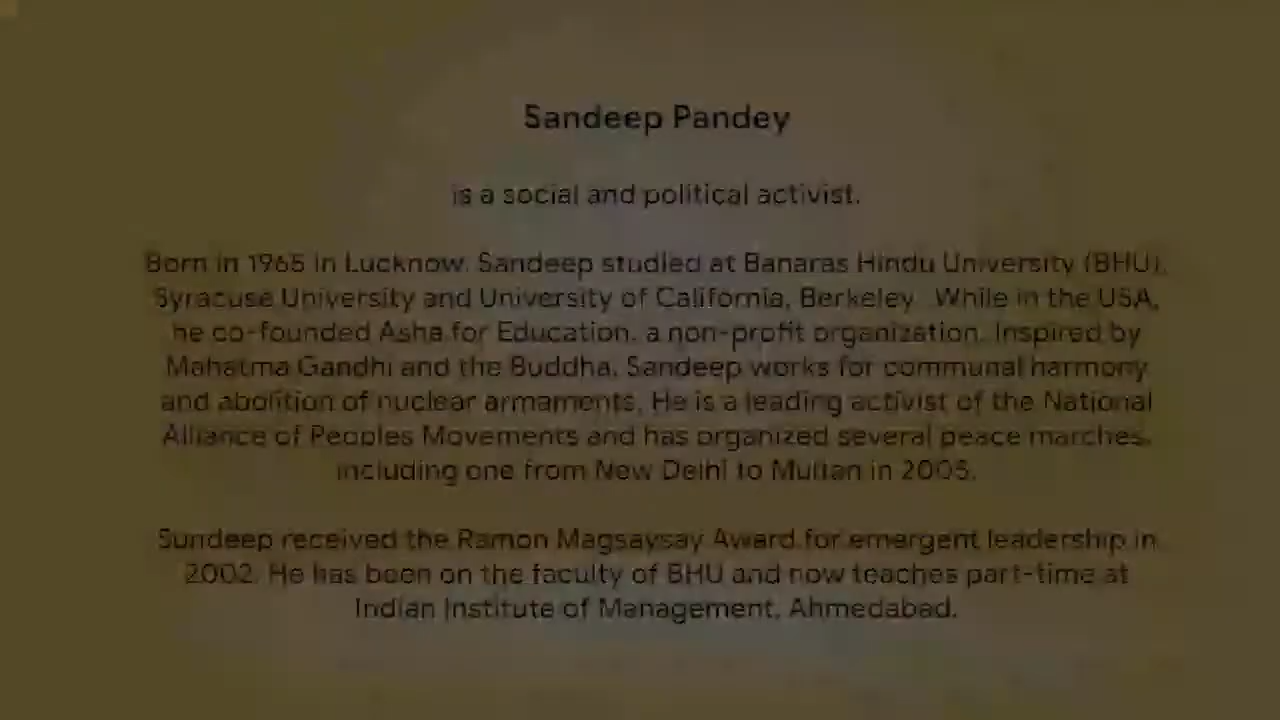 Sandeep Pandey
is a social and political activist.
Born in 1965 in Lucknow, Sandeep studied at Banaras Hindu University (BHU),
Syracuse University and University of California, Berkeley. While in the USA,
he co-founded Asha for Education, a non-profit organization. Inspired by
Mahatma Gandhi and the Buddha, Sandeep works for communal harmony
and abolition of nuclear armaments. He is a leading activist of the National
Alliance of Peoples Movements and has organized several peace marches,
including one from New Delhi to Multan in 2005.
Sundeep received the Ramon Magsaysay Award for emergent leadership in
2002. He has been on the faculty of BHU and now teaches part-time at
Indian Institute of Management, Ahmedabad.